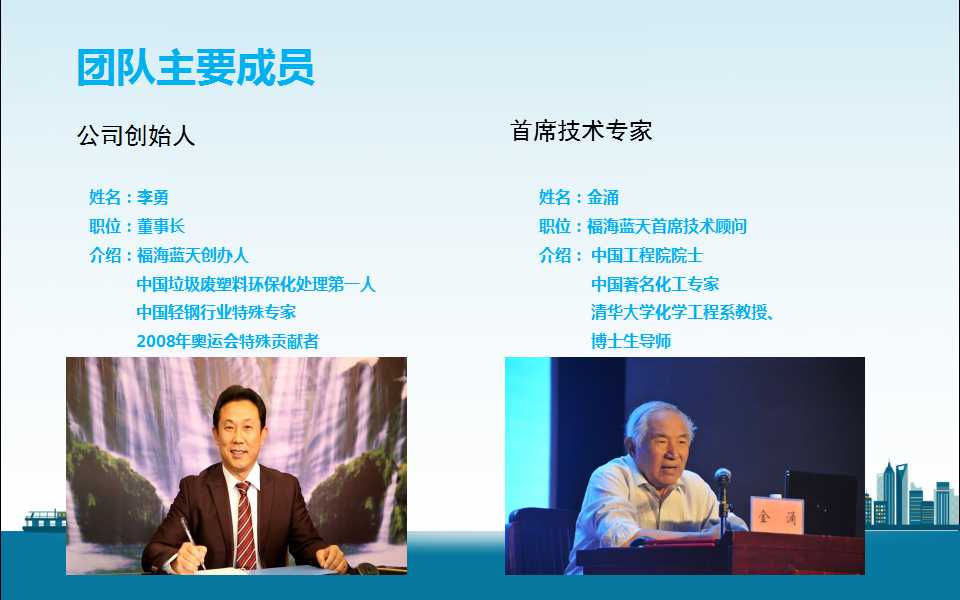 团队主要成员
公司创始人
姓名：李勇
职位：董事长
介绍：福海蓝天创办人
中国垃圾废塑料环保化处理第一人
中国轻钢行业特殊专家
2008年奥运会特殊贡献者
首席技术专家
姓名：金涌
职位：福海蓝天首席技术顾问
介绍： 中国工程院院士
中国著名化工专家
清华大学化学工程系教授、
博士生导师
金 涌